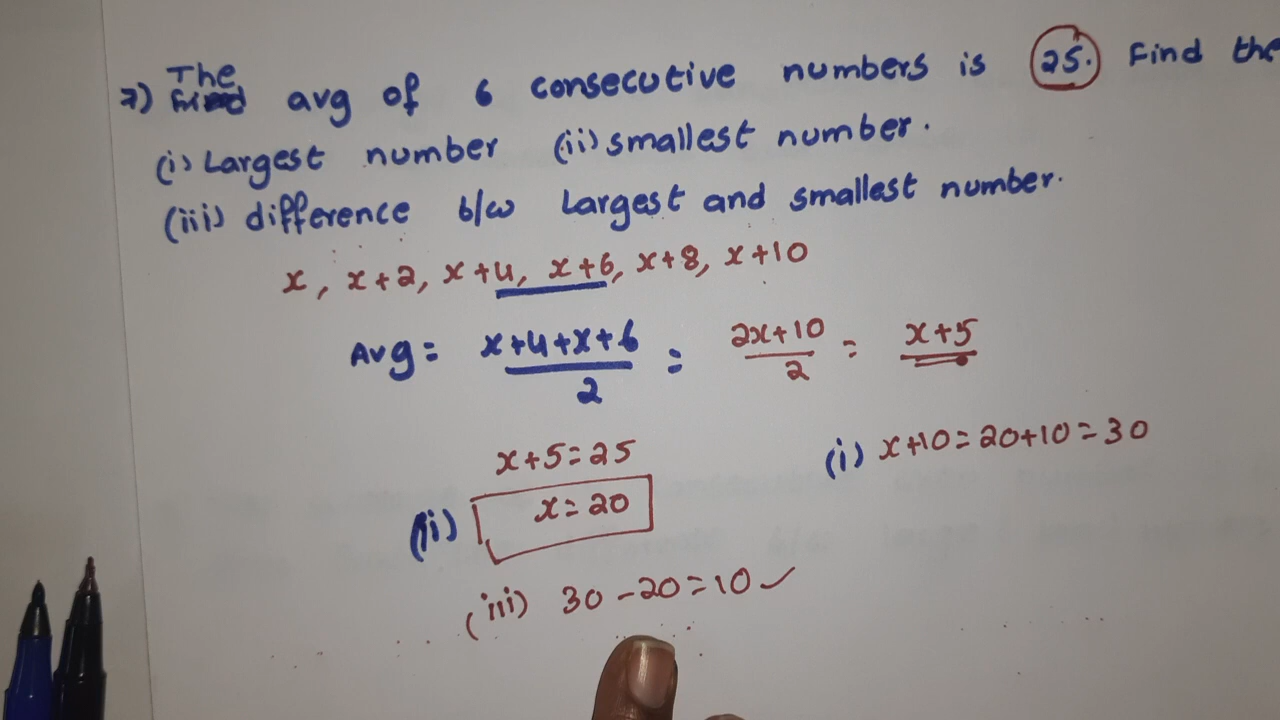 7) The avg of 6 consecutive numbers is 25. Find the
(i) Largest number (ii) smallest number.
(iii) difference b/w Largest and smallest number.
x, x+2, x+4, x+6, x+8, x+10
Avg = x+4+x+6/2 = 2x+10/2 = x+5
x+5=25
(i) x+10=20+10=30
(ii) x=20
(iii) 30-20=10✓